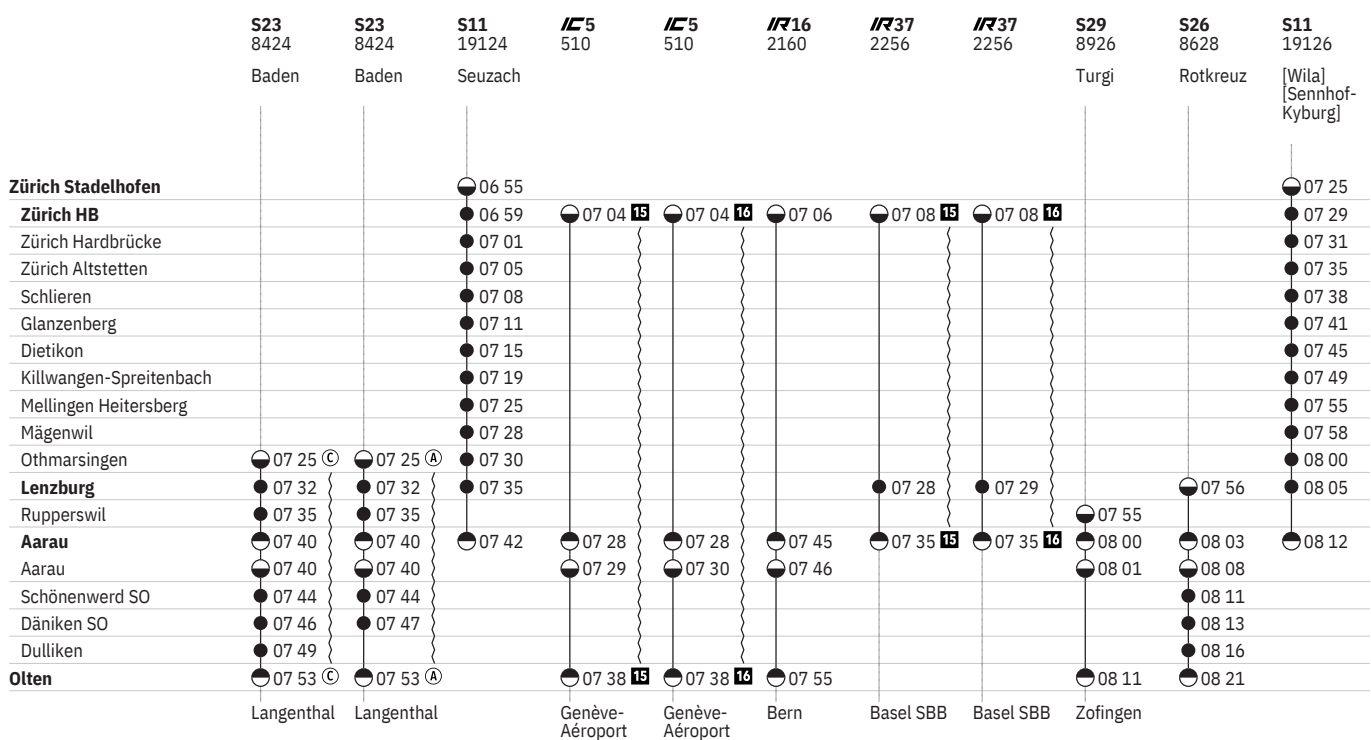 S23 S23 S11 IC5 IC5 IR16 IR37 IR37 S29 S26 S11
8424 8424 19124 510 510 2160 2256 2256 8926 8628 19126
Baden Baden Seuzach Turgi Rotkreuz [Wila]
[Sennhof-
Kyburg]
Zürich Stadelhofen 06 55 07 25
Zürich HB 06 59 07 04 15 07 04 16 07 06 07 08 15 07 08 16 07 29
Zürich Hardbrücke 07 01 07 31
Zürich Altstetten 07 05 07 35
Schlieren 07 08 07 38
Glanzenberg 07 11 07 41
Dietikon 07 15 07 45
Killwangen-Spreitenbach 07 19 07 49
Mellingen Heitersberg 07 25 07 55
Mägenwil 07 28 07 58
Othmarsingen 07 25 Ⓒ 07 25 Ⓐ 07 30 08 00
Lenzburg 07 32 07 32 07 35 07 28 07 29 07 56 08 05
Rupperswil 07 35 07 35 07 55
Aarau 07 40 07 40 07 42 07 28 07 28 07 45 07 35 15 07 35 16 08 00 08 03 08 12
Aarau 07 40 07 40 07 29 07 30 07 46 08 01 08 08
Schönenwerd SO 07 44 07 44 08 11
Däniken SO 07 46 07 47 08 13
Dulliken 07 49 08 16
Olten 07 53 Ⓒ 07 53 Ⓐ 07 38 15 07 38 16 07 55 08 11 08 21
Langenthal Langenthal Genève- Genève- Bern Basel SBB Basel SBB Zofingen
Aéroport Aéroport